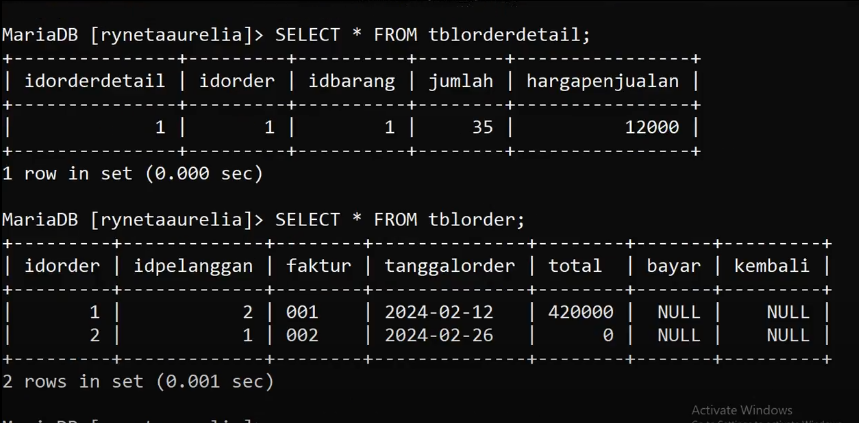 MariaDB [rynetaaurelia]> SELECT * FROM tblorderdetail;
+---------------+---------+----------+--------+----------------+
| idorderdetail | idorder | idbarang | jumlah | hargapenjualan |
+---------------+---------+----------+--------+----------------+
|             1 |       1 |        1 |     35 |          12000 |
+---------------+---------+----------+--------+----------------+
1 row in set (0.000 sec)
MariaDB [rynetaaurelia]> SELECT * FROM tblorder;
+---------+-------------+--------+--------------+--------+-------+---------+
| idorder | idpelanggan | faktur | tanggalorder | total  | bayar | kembali |
+---------+-------------+--------+--------------+--------+-------+---------+
|       1 |           2 | 001    | 2024-02-12   | 420000 |  NULL |    NULL |
|       2 |           1 | 002    | 2024-02-26   |      0 |  NULL |    NULL |
+---------+-------------+--------+--------------+--------+-------+---------+
2 rows in set (0.001 sec)
Activate Windows